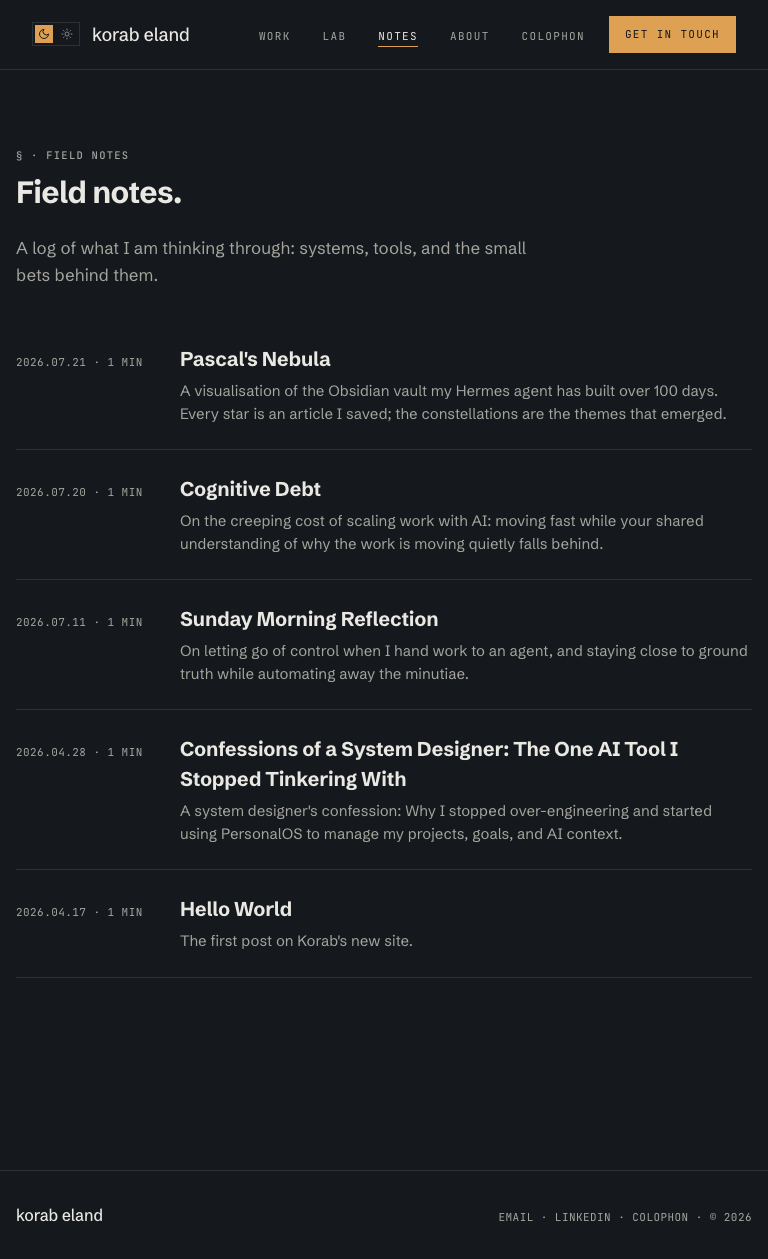 korab eland
WORK LAB NOTES ABOUT COLOPHON GET IN TOUCH
§ · FIELD NOTES
Field notes.
A log of what I am thinking through: systems, tools, and the small
bets behind them.
2026.07.21 · 1 MIN
Pascal's Nebula
A visualisation of the Obsidian vault my Hermes agent has built over 100 days.
Every star is an article I saved; the constellations are the themes that emerged.
2026.07.20 · 1 MIN
Cognitive Debt
On the creeping cost of scaling work with AI: moving fast while your shared
understanding of why the work is moving quietly falls behind.
2026.07.11 · 1 MIN
Sunday Morning Reflection
On letting go of control when I hand work to an agent, and staying close to ground
truth while automating away the minutiae.
2026.04.28 · 1 MIN
Confessions of a System Designer: The One AI Tool I
Stopped Tinkering With
A system designer's confession: Why I stopped over-engineering and started
using PersonalOS to manage my projects, goals, and AI context.
2026.04.17 · 1 MIN
Hello World
The first post on Korab's new site.
korab eland
EMAIL · LINKEDIN · COLOPHON · © 2026